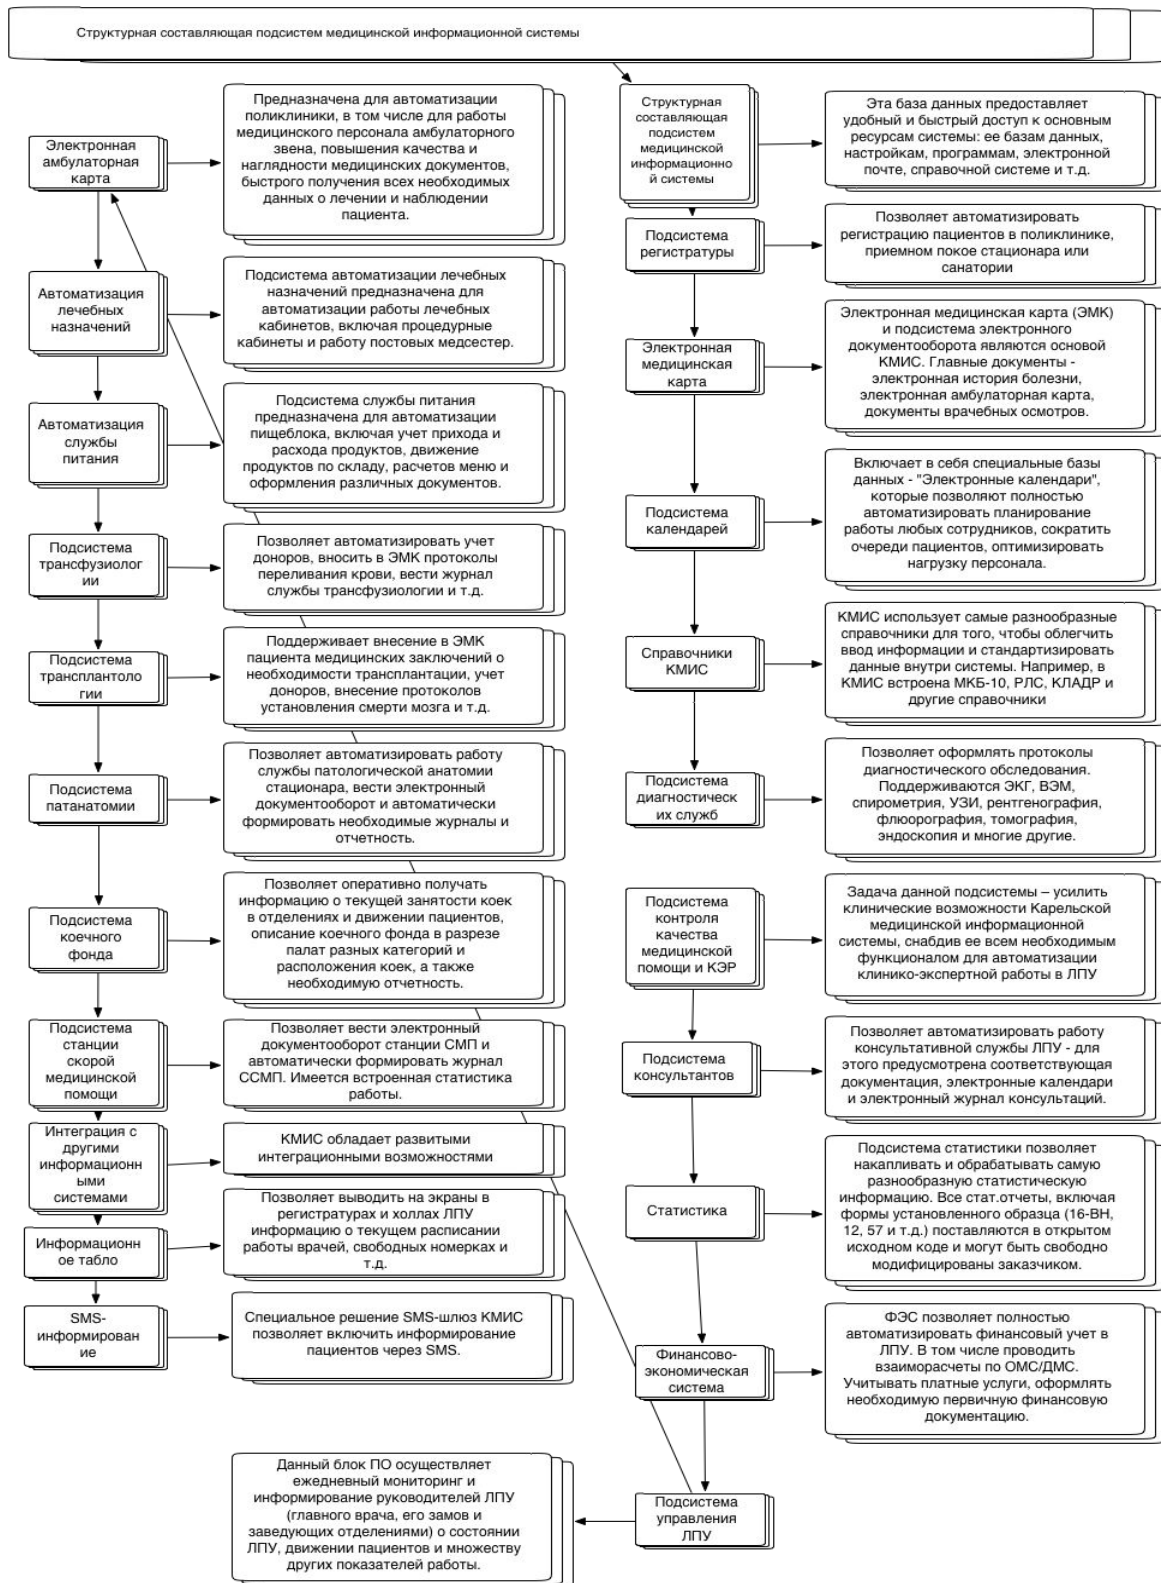 Структурная составляющая подсистем медицинской информационной системы
Структурная
составляющая
подсистем
медицинской
информационно
й системы
Эта база данных предоставляет
удобный и быстрый доступ к основным
ресурсам системы: ее базам данных,
настройкам, программам, электронной
почте, справочной системе и т.д.
Подсистема
регистратуры
Позволяет автоматизировать
регистрацию пациентов в поликлинике,
приемном покое стационара или
санатории
Электронная
медицинская
карта
Электронная медицинская карта (ЭМК)
и подсистема электронного
документооборота являются основой
КМИС. Главные документы -
электронная история болезни,
электронная амбулаторная карта,
документы врачебных осмотров.
Подсистема
календарей
Включает в себя специальные базы
данных - "Электронные календари",
которые позволяют полностью
автоматизировать планирование
работы любых сотрудников, сократить
очереди пациентов, оптимизировать
нагрузку персонала.
Справочники
КМИС
КМИС использует самые разнообразные
справочники для того, чтобы облегчить
ввод информации и стандартизировать
данные внутри системы. Например, в
КМИС встроена МКБ-10, РЛС, КЛАДР и
другие справочники
Подсистема
диагностическ
их служб
Позволяет оформлять протоколы
диагностического обследования.
Поддерживаются ЭКГ, ВЭМ,
спирометрия, УЗИ, рентгенография,
флюорография, томография,
эндоскопия и многие другие.
Подсистема
контроля
качества
медицинской
помощи и КЭР
Задача данной подсистемы – усилить
клинические возможности Карельской
медицинской информационной
системы, снабдив ее всем необходимым
функционалом для автоматизации
клинико-экспертной работы в ЛПУ
Подсистема
консультантов
Позволяет автоматизировать работу
консультативной службы ЛПУ - для
этого предусмотрена соответствующая
документация, электронные календари
и электронный журнал консультаций.
Статистика
Подсистема статистики позволяет
накапливать и обрабатывать самую
разнообразную статистическую
информацию. Все стат.отчеты, включая
формы установленного образца (16-ВН,
12, 57 и т.д.) поставляются в открытом
исходном коде и могут быть свободно
модифицированы заказчиком.
Финансово-
экономическая
система
ФЭС позволяет полностью
автоматизировать финансовый учет в
ЛПУ. В том числе проводить
взаиморасчеты по ОМС/ДМС.
Учитывать платные услуги, оформлять
необходимую первичную финансовую
документацию.
Подсистема
управления
ЛПУ
Данный блок ПО осуществляет
ежедневный мониторинг и
информирование руководителей ЛПУ
(главного врача, его замов и
заведующих отделениями) о состоянии
ЛПУ, движении пациентов и множеству
других показателей работы.
Электронная
амбулаторная
карта
Предназначена для автоматизации
поликлиники, в том числе для работы
медицинского персонала амбулаторного
звена, повышения качества и
наглядности медицинских документов,
быстрого получения всех необходимых
данных о лечении и наблюдении
пациента.
Автоматизация
лечебных
назначений
Подсистема автоматизации лечебных
назначений предназначена для
автоматизации работы лечебных
кабинетов, включая процедурные
кабинеты и работу постовых медсестер.
Автоматизация
службы
питания
Подсистема службы питания
предназначена для автоматизации
пищеблока, включая учет прихода и
расхода продуктов, движение
продуктов по складу, расчетов меню и
оформления различных документов.
Подсистема
трансфузиолог
ии
Позволяет автоматизировать учет
доноров, вносить в ЭМК протоколы
переливания крови, вести журнал
службы трансфузиологии и т.д.
Подсистема
трансплантоло
гии
Поддерживает внесение в ЭМК
пациента медицинских заключений о
необходимости трансплантации, учет
доноров, внесение протоколов
установления смерти мозга и т.д.
Подсистема
патанатомии
Позволяет автоматизировать работу
службы патологической анатомии
стационара, вести электронный
документооборот и автоматически
формировать необходимые журналы и
отчетность.
Подсистема
коечного
фонда
Позволяет оперативно получать
информацию о текущей занятости коек
в отделениях и движении пациентов,
описание коечного фонда в разрезе
палат разных категорий и
расположения коек, а также
необходимую отчетность.
Подсистема
станции
скорой
медицинской
помощи
Позволяет вести электронный
документооборот станции СМП и
автоматически формировать журнал
ССМП. Имеется встроенная статистика
работы.
Интеграция с
другими
информационн
ыми
системами
КМИС обладает развитыми
интеграционными возможностями
Информационн
ое табло
Позволяет выводить на экраны в
регистратурах и холлах ЛПУ
информацию о текущем расписании
работы врачей, свободных номерках и
т.д.
SMS-
информирован
ие
Специальное решение SMS-шлюз КМИС
позволяет включить информирование
пациентов через SMS.